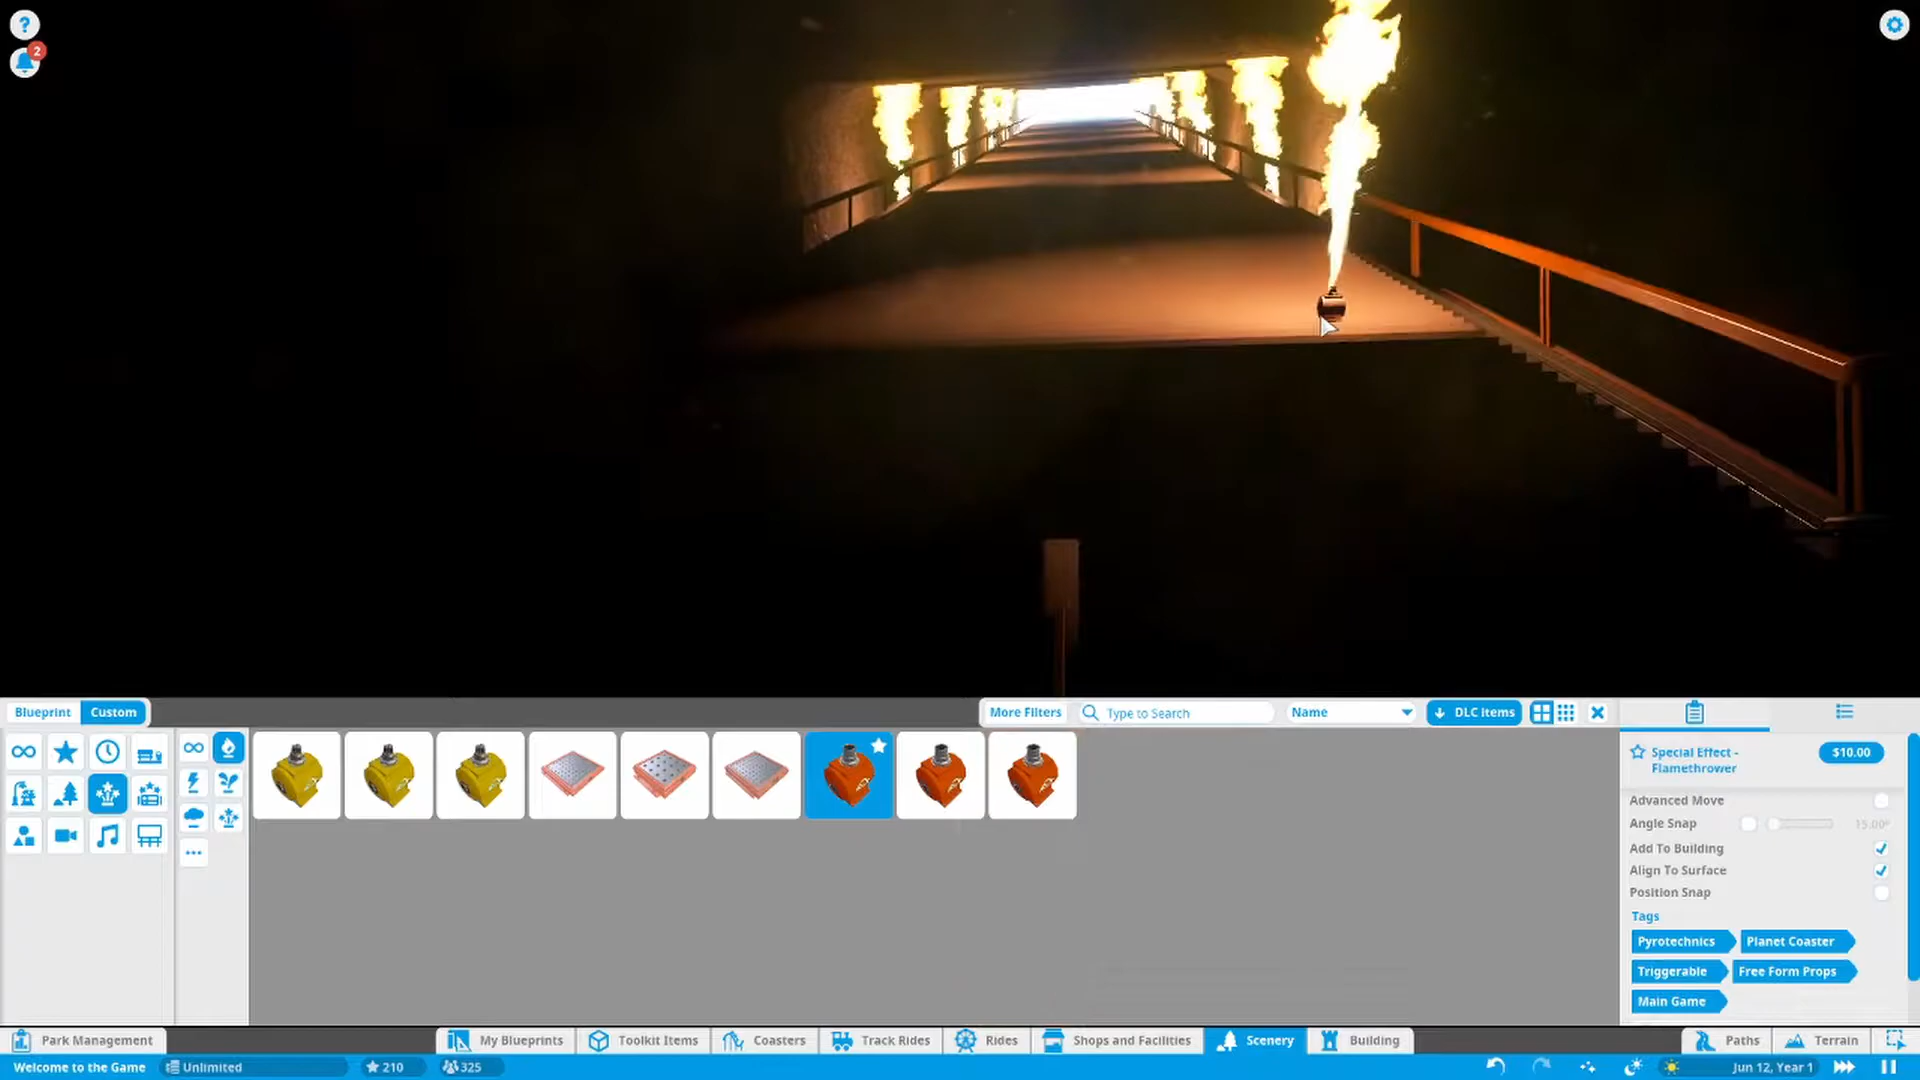 ?
2
Blueprint
Custom
More Filters
Type to Search
Name
DLC Items
Special Effect -
Flamethrower
$10.00
Advanced Move
Angle Snap
15.00°
Add To Building
Align To Surface
Position Snap
Tags
Pyrotechnics
Planet Coaster
Triggerable
Free Form Props
Main Game
Park Management
My Blueprints
Toolkit Items
Coasters
Track Rides
Rides
Shops and Facilities
Scenery
Building
Paths
Terrain
Welcome to the Game
Unlimited
210
325
Jun 12, Year 1